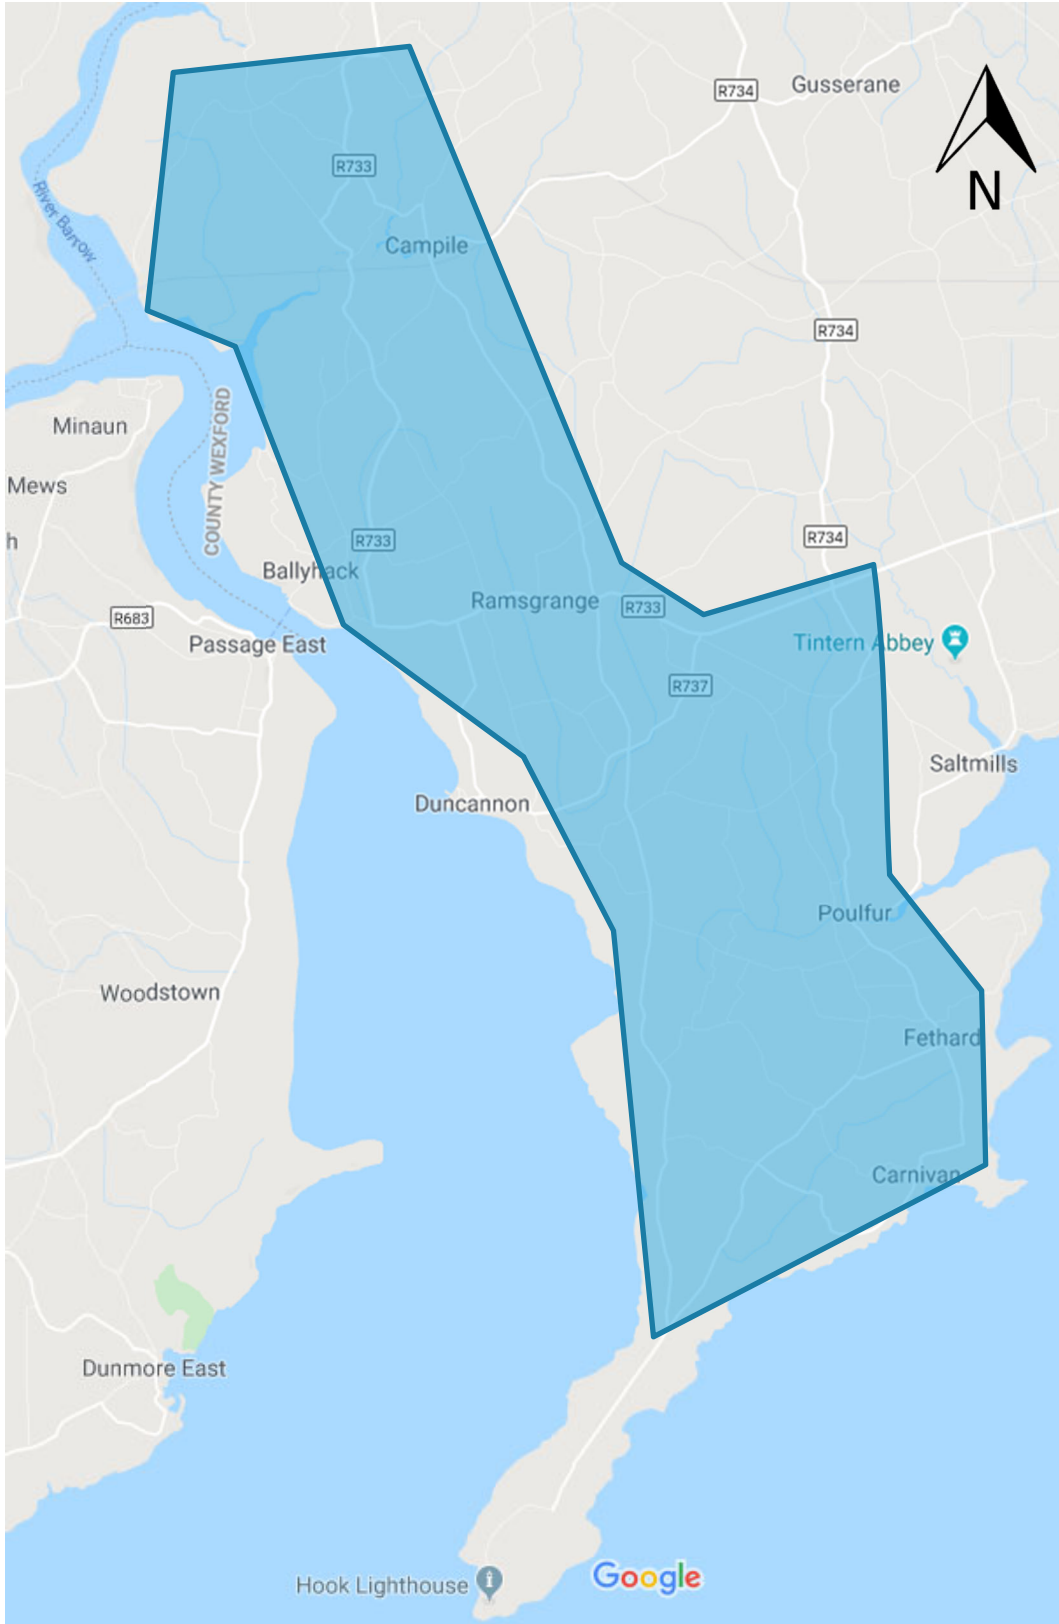 R734
Gusserane
N
R733
River Barrow
Campile
R734
COUNTY WEXFORD
Minaun
Mews
h
R733
R734
Ballyhack
Ramsgrange
R733
R683
Passage East
Tintern Abbey
R737
Saltmills
Duncannon
Poulfur
Woodstown
Fethard
Carnivan
Dunmore East
Hook Lighthouse
Google